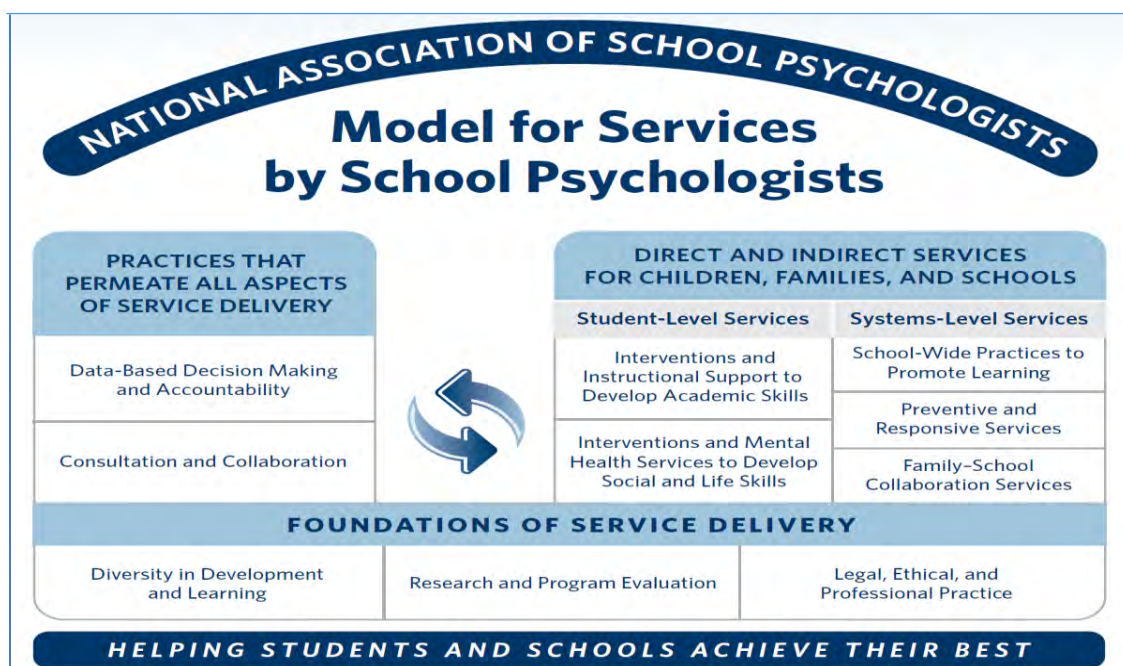 NATIONAL ASSOCIATION OF SCHOOL PSYCHOLOGISTS
Model for Services
by School Psychologists
PRACTICES THAT
PERMEATE ALL ASPECTS
OF SERVICE DELIVERY
Data-Based Decision Making
and Accountability
Consultation and Collaboration
DIRECT AND INDIRECT SERVICES
FOR CHILDREN, FAMILIES, AND SCHOOLS
Student-Level Services
Interventions and
Instructional Support to
Develop Academic Skills
Interventions and Mental
Health Services to Develop
Social and Life Skills
Systems-Level Services
School-Wide Practices to
Promote Learning
Preventive and
Responsive Services
Family–School
Collaboration Services
FOUNDATIONS OF SERVICE DELIVERY
Diversity in Development
and Learning
Research and Program Evaluation
Legal, Ethical, and
Professional Practice
HELPING STUDENTS AND SCHOOLS ACHIEVE THEIR BEST